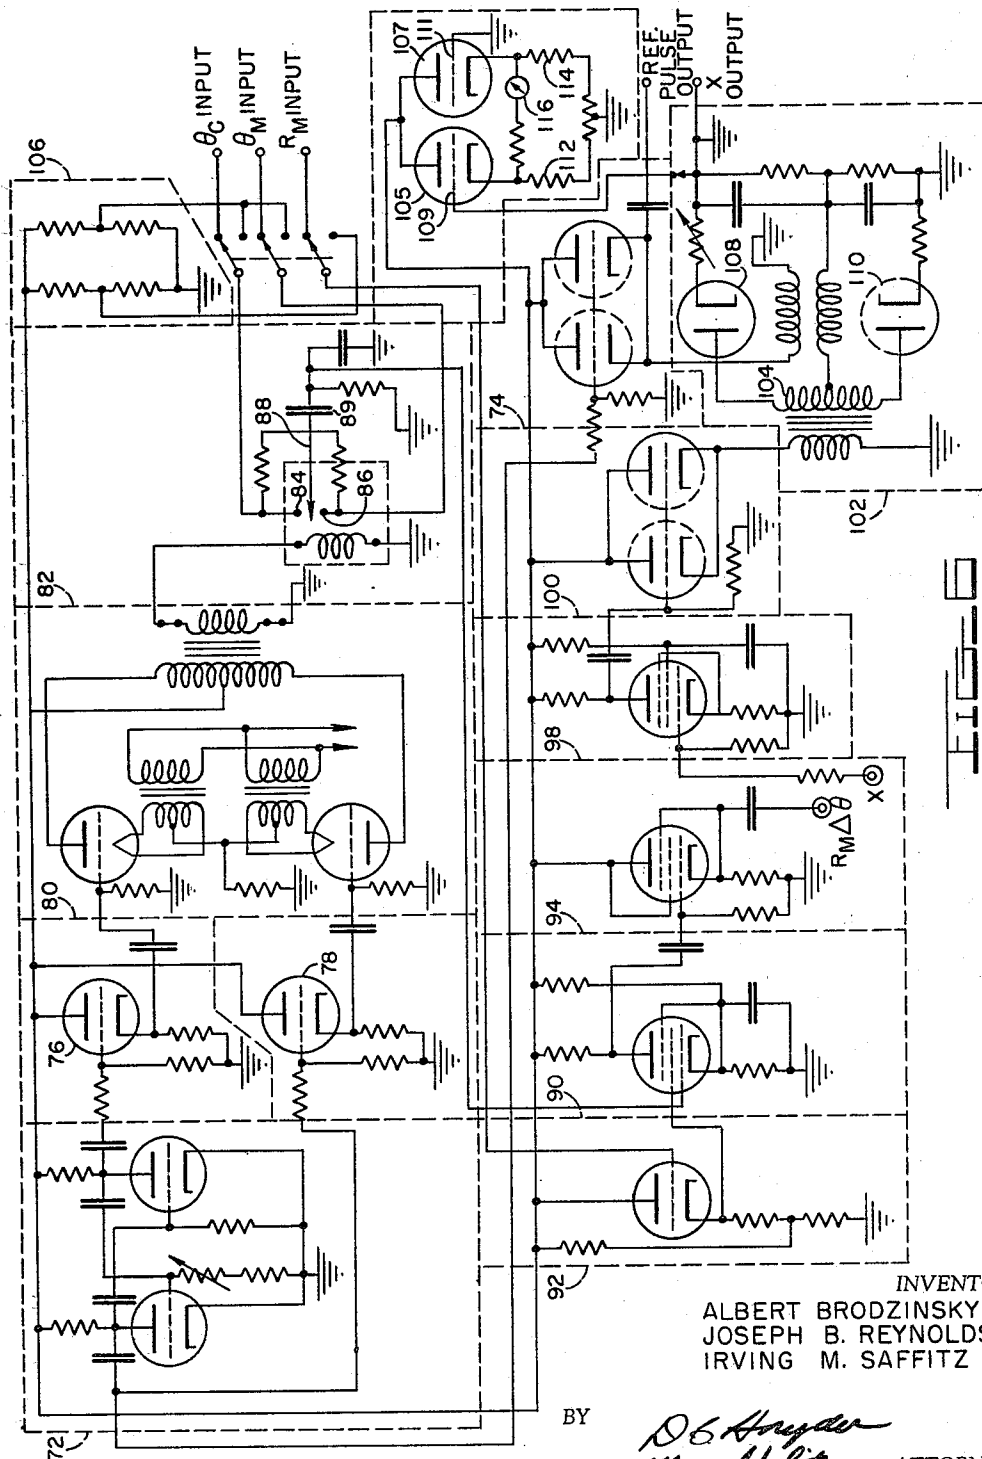 θC INPUT
θM INPUT
RM INPUT
106
107
111
105
109
116
114
112
REF.
PULSE
OUTPUT
X
OUTPUT
108
110
104
102
74
100
98
94
90
92
88
89
84
86
82
80
78
76
72
X
RM Δθ
INVENT
ALBERT BRODZINSKY
JOSEPH B. REYNOLDS
IRVING M. SAFFITZ
BY